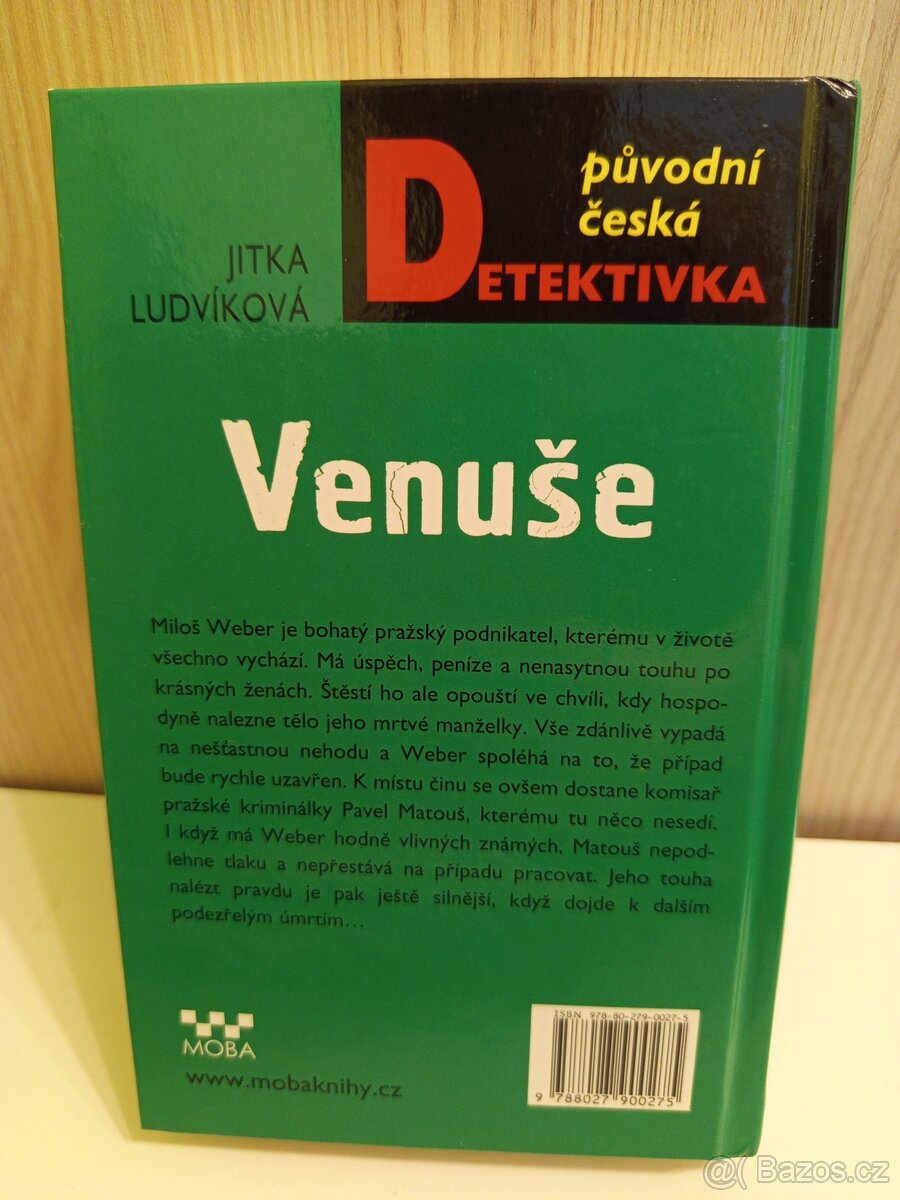 JITKA
LUDVÍKOVÁ
původní
česká
DETEKTIVKA
Venuše
Miloš Weber je bohatý pražský podnikatel, kterému v životě
všechno vychází. Má úspěch, peníze a nenasytnou touhu po
krásných ženách. Štěstí ho ale opouští ve chvíli, kdy hospo-
dyně nalezne tělo jeho mrtvé manželky. Vše zdánlivě vypadá
na nešťastnou nehodu a Weber spoléhá na to, že případ
bude rychle uzavřen. K místu činu se ovšem dostane komisař
pražské kriminálky Pavel Matouš, kterému tu něco nesedí.
I když má Weber hodně vlivných známých, Matouš nepod-
lehne tlaku a nepřestává na případu pracovat. Jeho touha
nalézt pravdu je pak ještě silnější, když dojde k dalším
podezřelým úmrtím…
MOBA
www.mobaknihy.cz
ISBN 978-80-279-0027-5
9 788027 900275
@( Bazos.cz